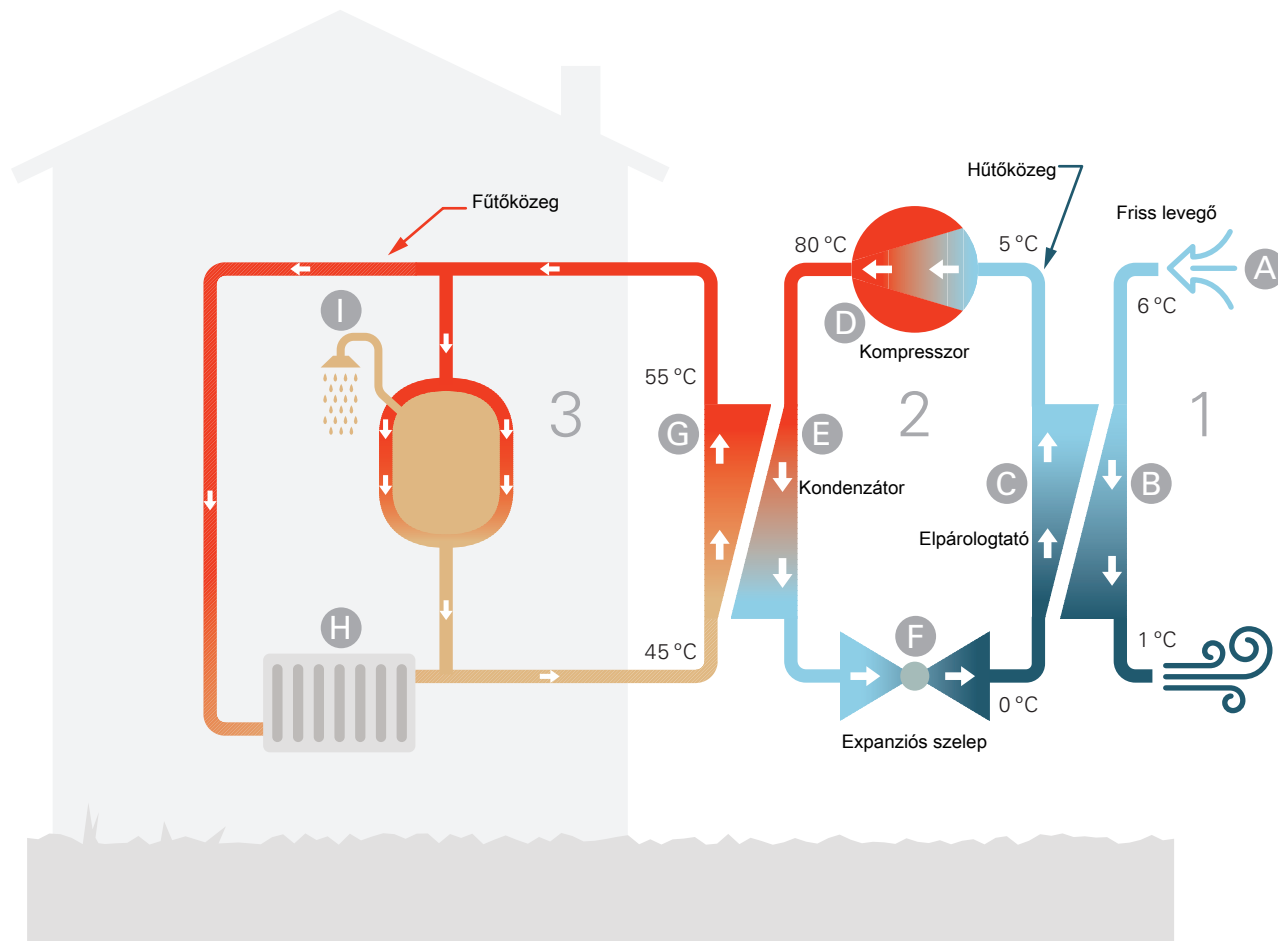 Hűtőközeg
Fűtőközeg
Friss levegő
80 °C
5 °C
A
6 °C
I
D
Kompresszor
55 °C
3
2
1
G
E
Kondenzátor
C
B
Elpárologtató
H
F
45 °C
1 °C
0 °C
Expanziós szelep